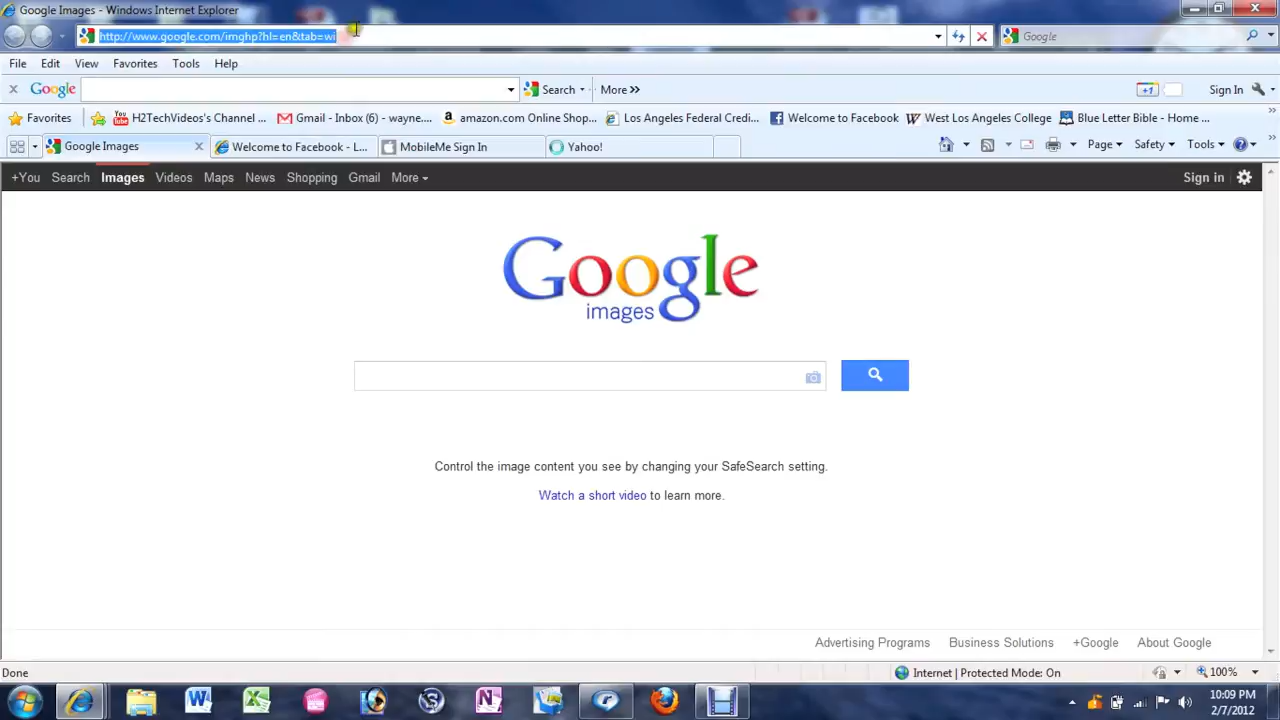 Google Images - Windows Internet Explorer
http://www.google.com/imghp?hl=en&tab=wi
Google
File Edit View Favorites Tools Help
Google Search More »
+1 Sign In
Favorites H2TechVideos's Channel ... Gmail - Inbox (6) - wayne.... amazon.com Online Shop... Los Angeles Federal Credi... Welcome to Facebook West Los Angeles College Blue Letter Bible - Home ...
Google Images Welcome to Facebook - L... MobileMe Sign In Yahoo! Page Safety Tools
+You Search Images Videos Maps News Shopping Gmail More Sign in
Google
images
Control the image content you see by changing your SafeSearch setting.
Watch a short video to learn more.
Advertising Programs Business Solutions +Google About Google
Done Internet | Protected Mode: On 100%
10:09 PM
2/7/2012